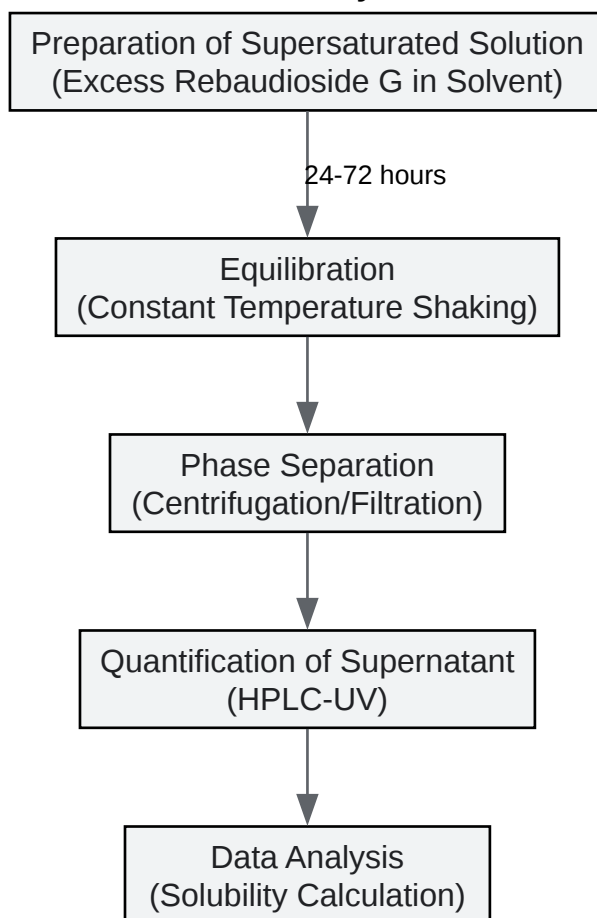 Preparation of Supersaturated Solution
(Excess Rebaudioside G in Solvent)
24-72 hours
Equilibration
(Constant Temperature Shaking)
Phase Separation
(Centrifugation/Filtration)
Quantification of Supernatant
(HPLC-UV)
Data Analysis
(Solubility Calculation)